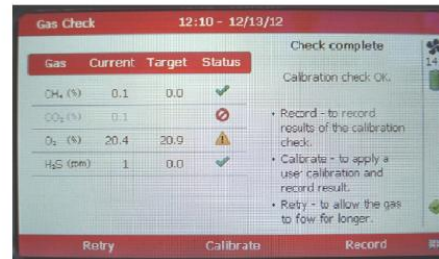 Gas Check 12:10 - 12/13/12
Check complete
14
Gas Current Target Status
Calibration check OK.
CH₄ (%) 0.1 0.0
CO₂ (%) 0.1
O₂ (%) 20.4 20.9
H₂S (ppm) 1 0.0
• Record - to record
results of the calibration
check.
• Calibrate - to apply a
user calibration and
record result.
• Retry - to allow the gas
to fow for longer.
Retry Calibrate Record